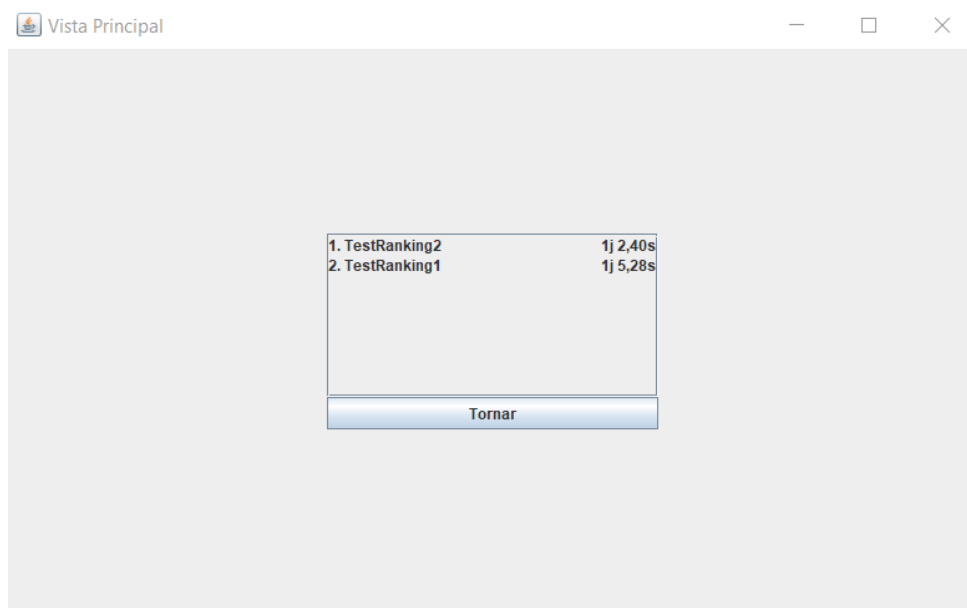 Vista Principal
1. TestRanking2 1j 2,40s
2. TestRanking1 1j 5,28s
Tornar